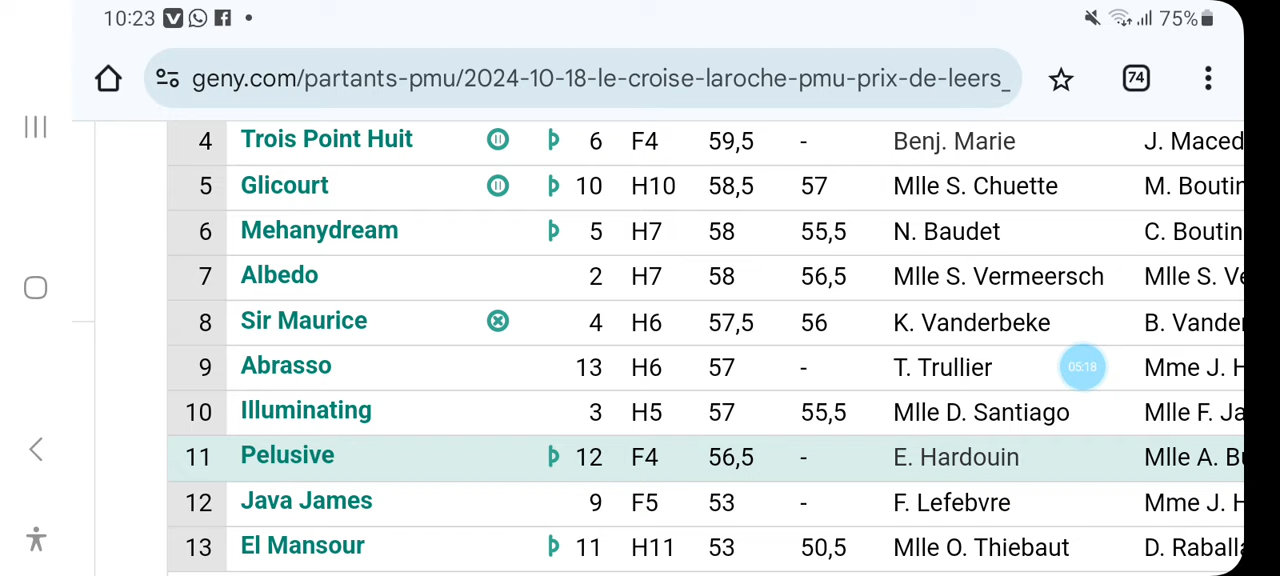 10:23 75%
geny.com/partants-pmu/2024-10-18-le-croise-laroche-pmu-prix-de-leers_ 74
4 Trois Point Huit 6 F4 59,5 - Benj. Marie J. Maced
5 Glicourt 10 H10 58,5 57 Mlle S. Chuette M. Boutin
6 Mehanydream 5 H7 58 55,5 N. Baudet C. Boutin
7 Albedo 2 H7 58 56,5 Mlle S. Vermeersch Mlle S. Ve
8 Sir Maurice 4 H6 57,5 56 K. Vanderbeke B. Vander
9 Abrasso 13 H6 57 - T. Trullier 05:18 Mme J. H
10 Illuminating 3 H5 57 55,5 Mlle D. Santiago Mlle F. Ja
11 Pelusive 12 F4 56,5 - E. Hardouin Mlle A. Bu
12 Java James 9 F5 53 - F. Lefebvre Mme J. H
13 El Mansour 11 H11 53 50,5 Mlle O. Thiebaut D. Raballa